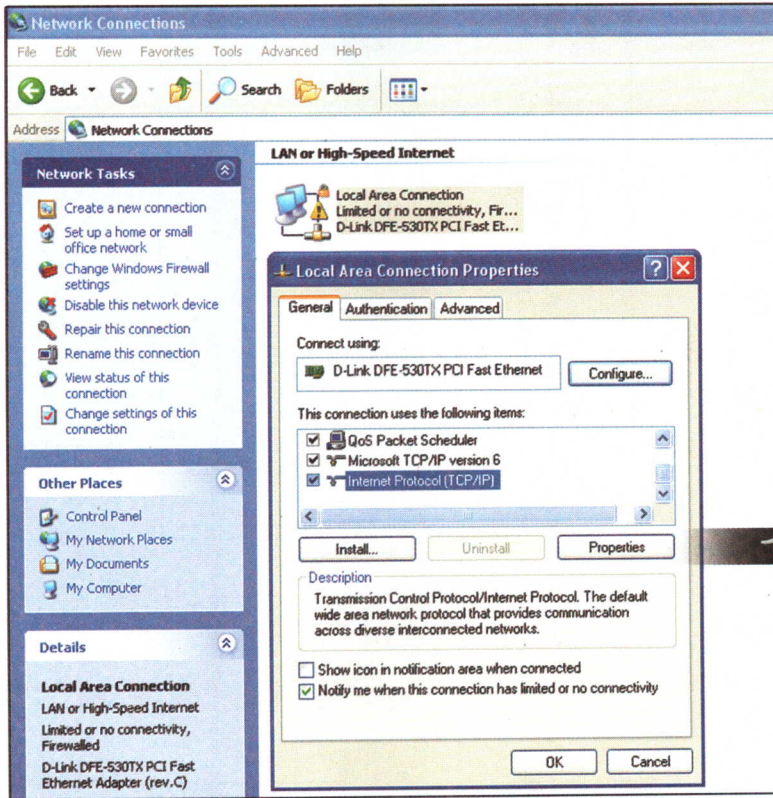 Network Connections
File Edit View Favorites Tools Advanced Help
Back Search Folders
Address Network Connections
Network Tasks
Create a new connection
Set up a home or small
office network
Change Windows Firewall
settings
Disable this network device
Repair this connection
Rename this connection
View status of this
connection
Change settings of this
connection
Other Places
Control Panel
My Network Places
My Documents
My Computer
Details
Local Area Connection
LAN or High-Speed Internet
Limited or no connectivity,
Firewalled
D-Link DFE-530TX PCI Fast
Ethernet Adapter (rev.C)
LAN or High-Speed Internet
Local Area Connection
Limited or no connectivity, Fir...
D-Link DFE-530TX PCI Fast Et...
Local Area Connection Properties
General Authentication Advanced
Connect using:
D-Link DFE-530TX PCI Fast Ethernet Configure...
This connection uses the following items:
QoS Packet Scheduler
Microsoft TCP/IP version 6
Internet Protocol (TCP/IP)
Install... Uninstall Properties
Description
Transmission Control Protocol/Internet Protocol. The default
wide area network protocol that provides communication
across diverse interconnected networks.
Show icon in notification area when connected
Notify me when this connection has limited or no connectivity
OK Cancel